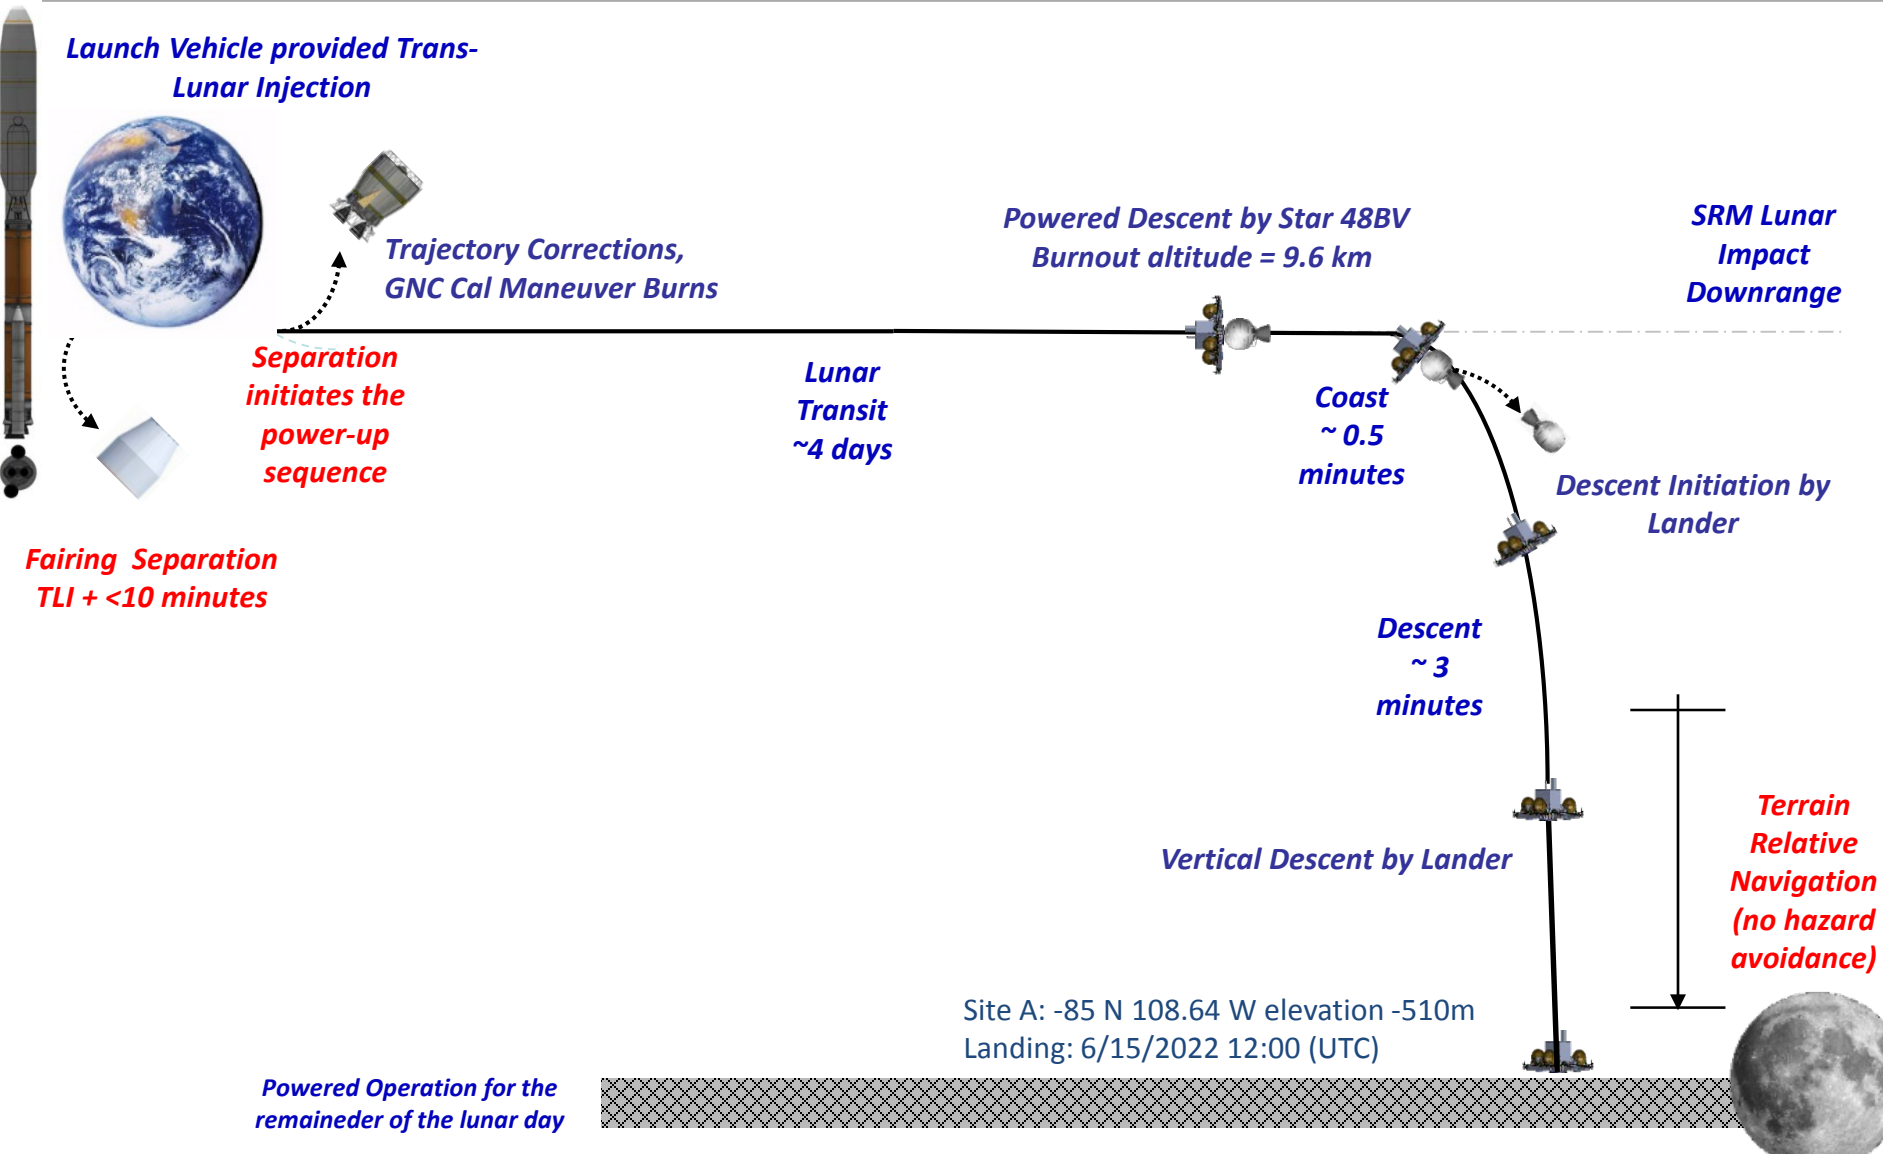 Launch Vehicle provided Trans-
Lunar Injection
Trajectory Corrections,
GNC Cal Maneuver Burns
Powered Descent by Star 48BV
Burnout altitude = 9.6 km
SRM Lunar
Impact
Downrange
Separation
initiates the
power-up
sequence
Lunar
Transit
~4 days
Coast
~ 0.5
minutes
Descent Initiation by
Lander
Fairing  Separation
TLI + <10 minutes
Descent
~ 3
minutes
Terrain
Relative
Navigation
(no hazard
avoidance)
Vertical Descent by Lander
Site A: -85 N 108.64 W elevation -510m
Landing: 6/15/2022 12:00 (UTC)
Powered Operation for the
remaineder of the lunar day